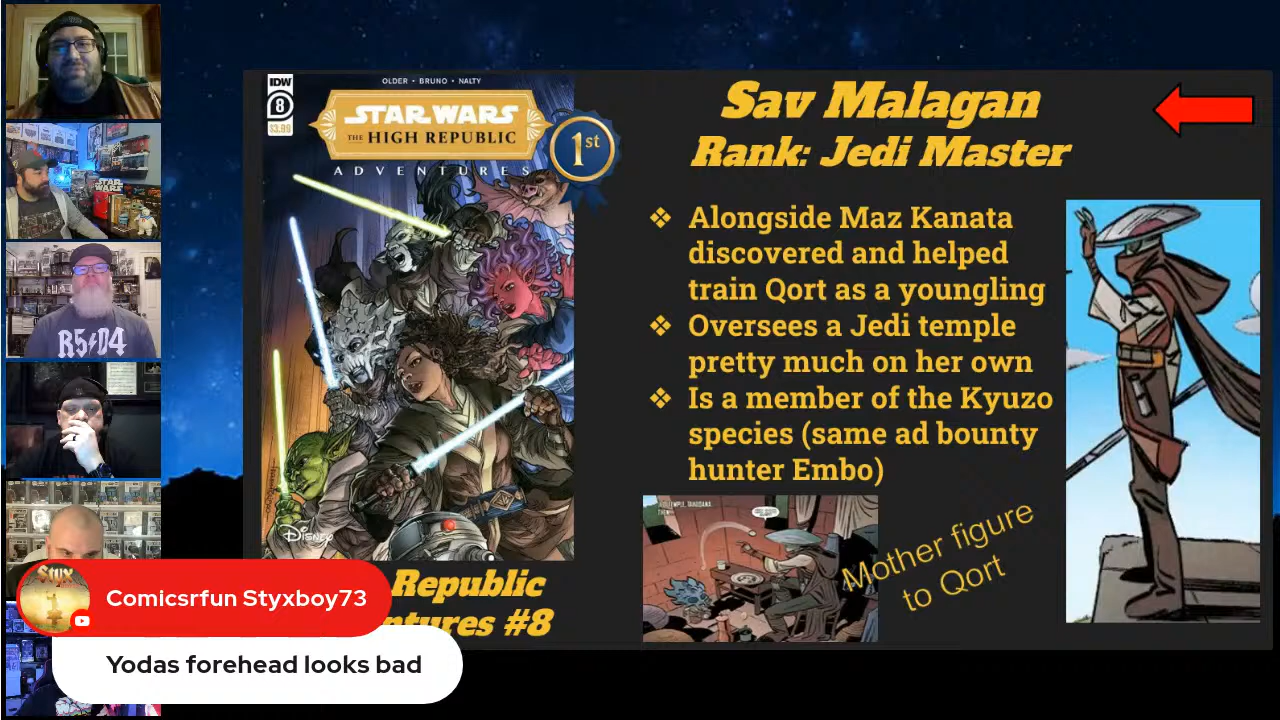 OLDER • BRUNO • NALTY
IDW
8
$3.99
STAR WARS
THE HIGH REPUBLIC
ADVENTURES
1st
DISNEY
Republic
ntures #8
Sav Malagan
Rank: Jedi Master
❖ Alongside Maz Kanata
discovered and helped
train Qort as a youngling
❖ Oversees a Jedi temple
pretty much on her own
❖ Is a member of the Kyuzo
species (same ad bounty
hunter Embo)
Mother figure
to Qort
STAR WARS
R5-D4
Styx
Comicsrfun Styxboy73
Yodas forehead looks bad